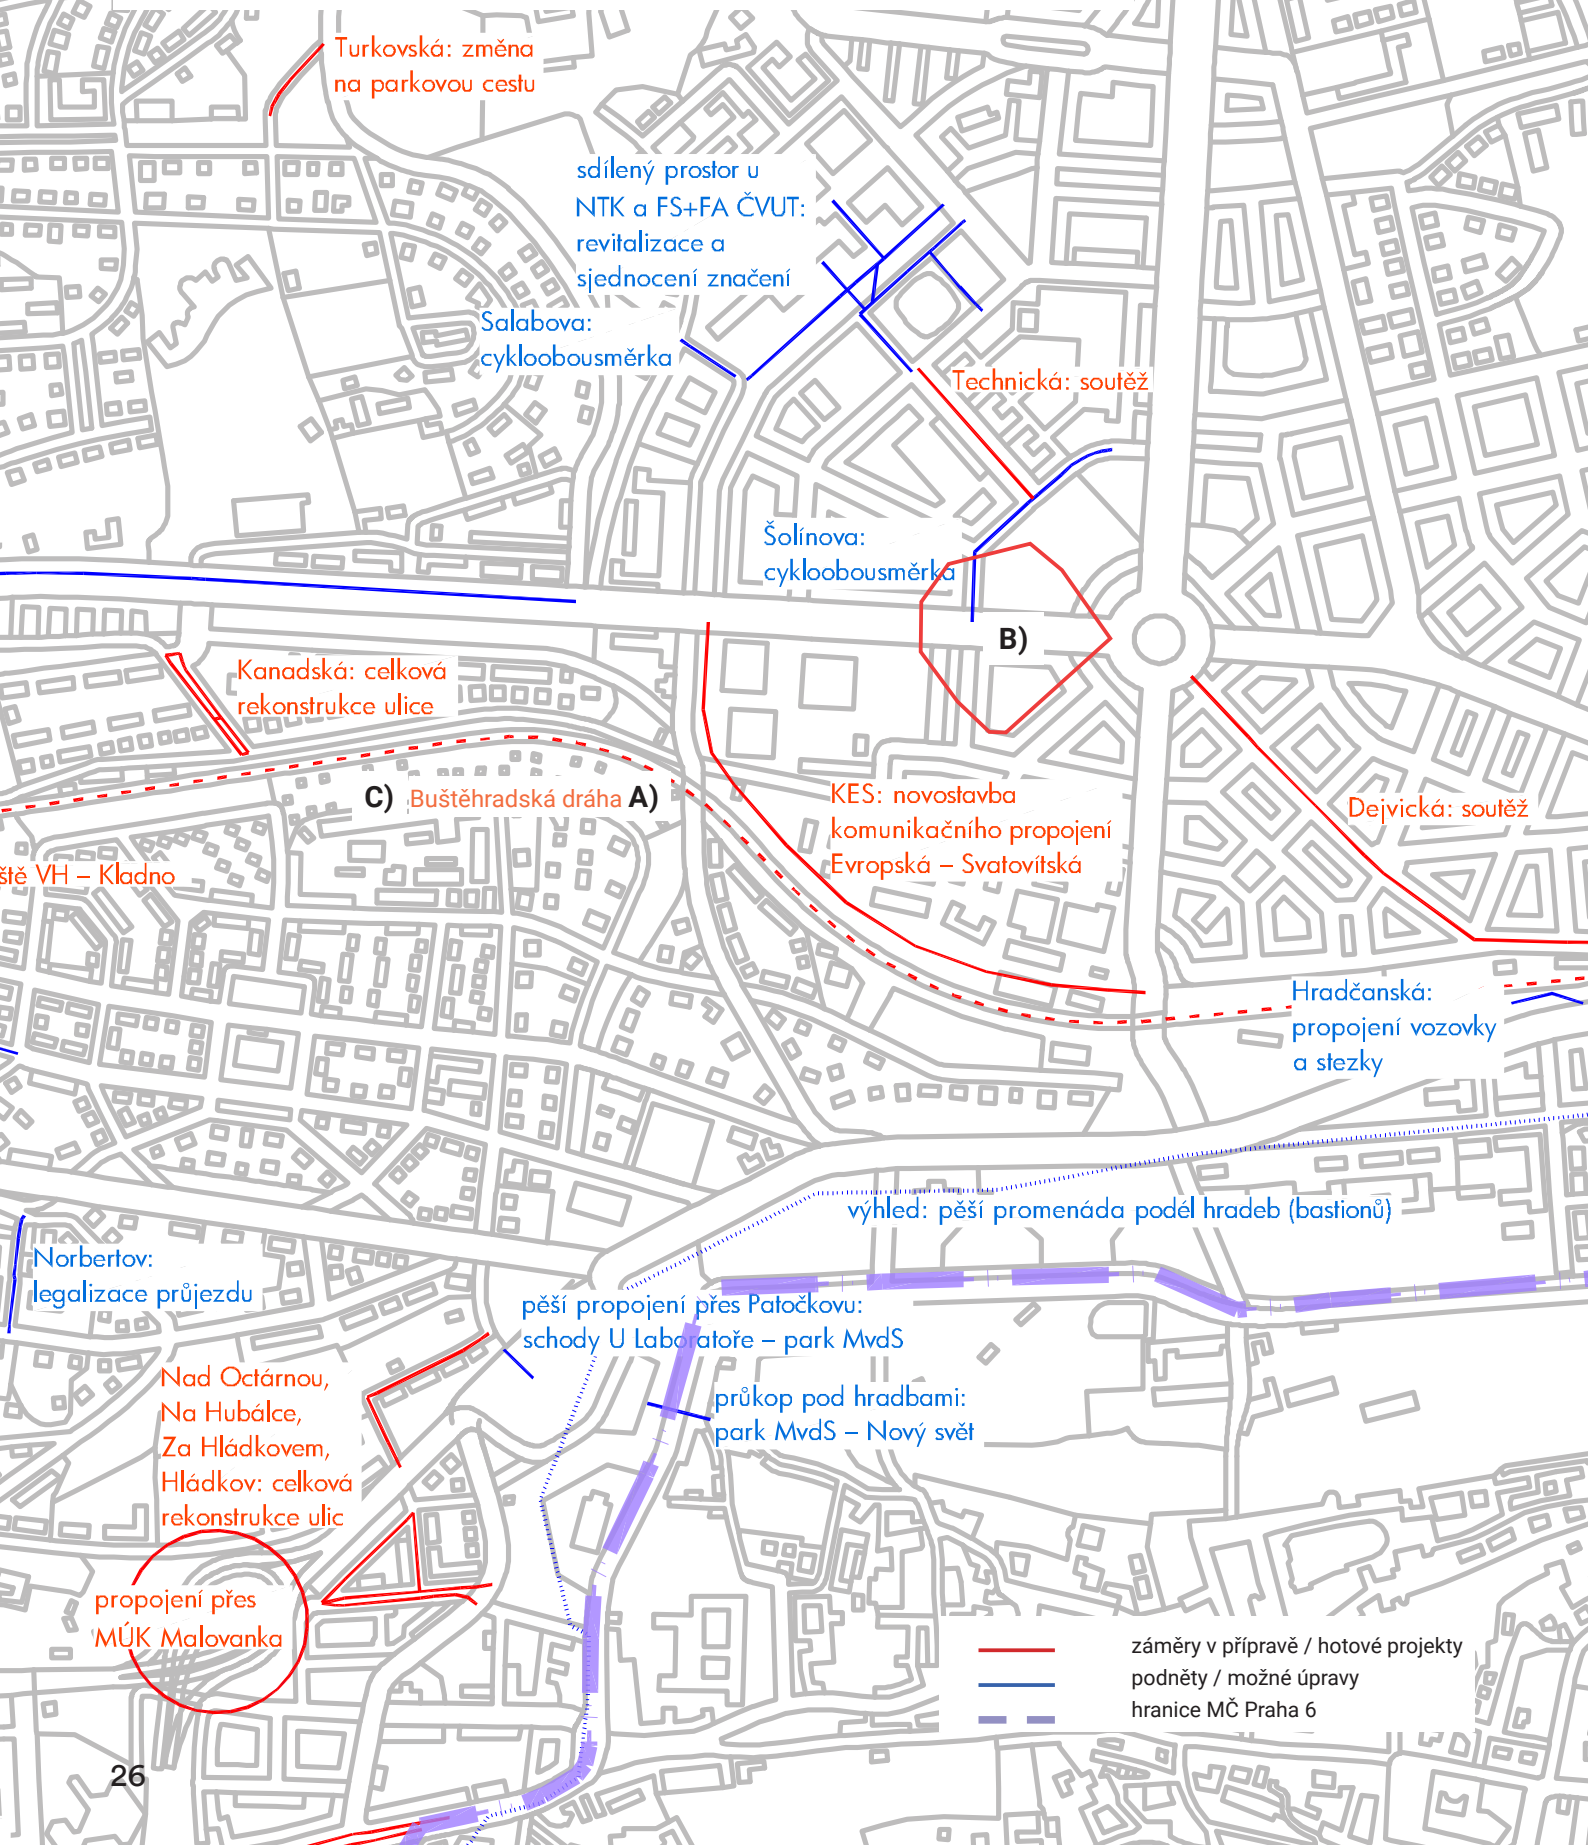 Turkovská: změna
na parkovou cestu
sdílený prostor u
NTK a FS+FA ČVUT:
revitalizace a
sjednocení značení
Salabova:
cykloobousměrka
Technická: soutěž
Šolínova:
cykloobousměrka
B)
Kanadská: celková
rekonstrukce ulice
C) Buštěhradská dráha A)
KES: novostavba
komunikačního propojení
Evropská – Svatovítská
Dejvická: soutěž
ště VH – Kladno
Hradčanská:
propojení vozovky
a stezky
výhled: pěší promenáda podél hradeb (bastionů)
Norbertov:
legalizace průjezdu
pěší propojení přes Patočkovu:
schody U Laboratoře – park MvdS
Nad Octárnou,
Na Hubálce,
Za Hládkovem,
Hládkov: celková
rekonstrukce ulic
průkop pod hradbami:
park MvdS – Nový svět
propojení přes
MÚK Malovanka
záměry v přípravě / hotové projekty
podněty / možné úpravy
hranice MČ Praha 6
26